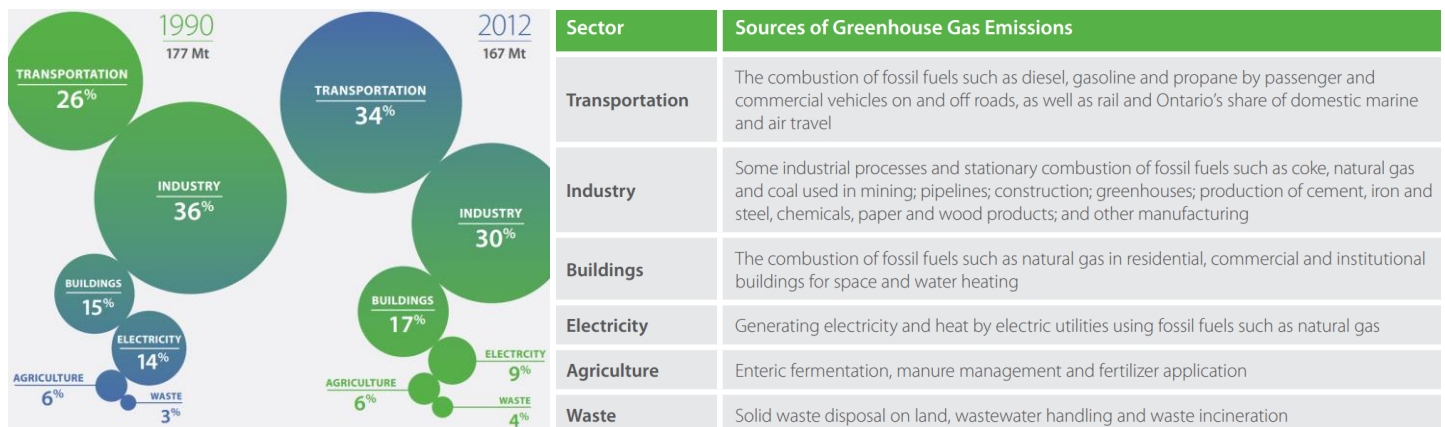 1990
177 Mt
TRANSPORTATION
26%
INDUSTRY
36%
BUILDINGS
15%
ELECTRICITY
14%
AGRICULTURE
6%
WASTE
3%
2012
167 Mt
TRANSPORTATION
34%
INDUSTRY
30%
BUILDINGS
17%
ELECTRCITY
9%
AGRICULTURE
6%
WASTE
4%
Sector
Sources of Greenhouse Gas Emissions
Transportation
The combustion of fossil fuels such as diesel, gasoline and propane by passenger and
commercial vehicles on and off roads, as well as rail and Ontario's share of domestic marine
and air travel
Industry
Some industrial processes and stationary combustion of fossil fuels such as coke, natural gas
and coal used in mining; pipelines; construction; greenhouses; production of cement, iron and
steel, chemicals, paper and wood products; and other manufacturing
Buildings
The combustion of fossil fuels such as natural gas in residential, commercial and institutional
buildings for space and water heating
Electricity
Generating electricity and heat by electric utilities using fossil fuels such as natural gas
Agriculture
Enteric fermentation, manure management and fertilizer application
Waste
Solid waste disposal on land, wastewater handling and waste incineration